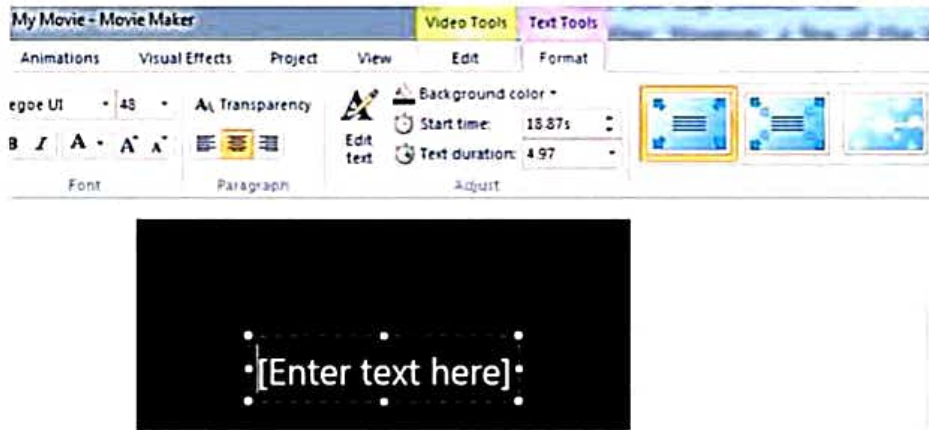 My Movie - Movie Maker
Video Tools Text Tools
Animations Visual Effects Project View Edit Format
egoe UI 48 Transparency
B I A A A
Edit text
Background color
Start time: 18.87s
Text duration: 4.97
Font Paragraph Adjust
[Enter text here]